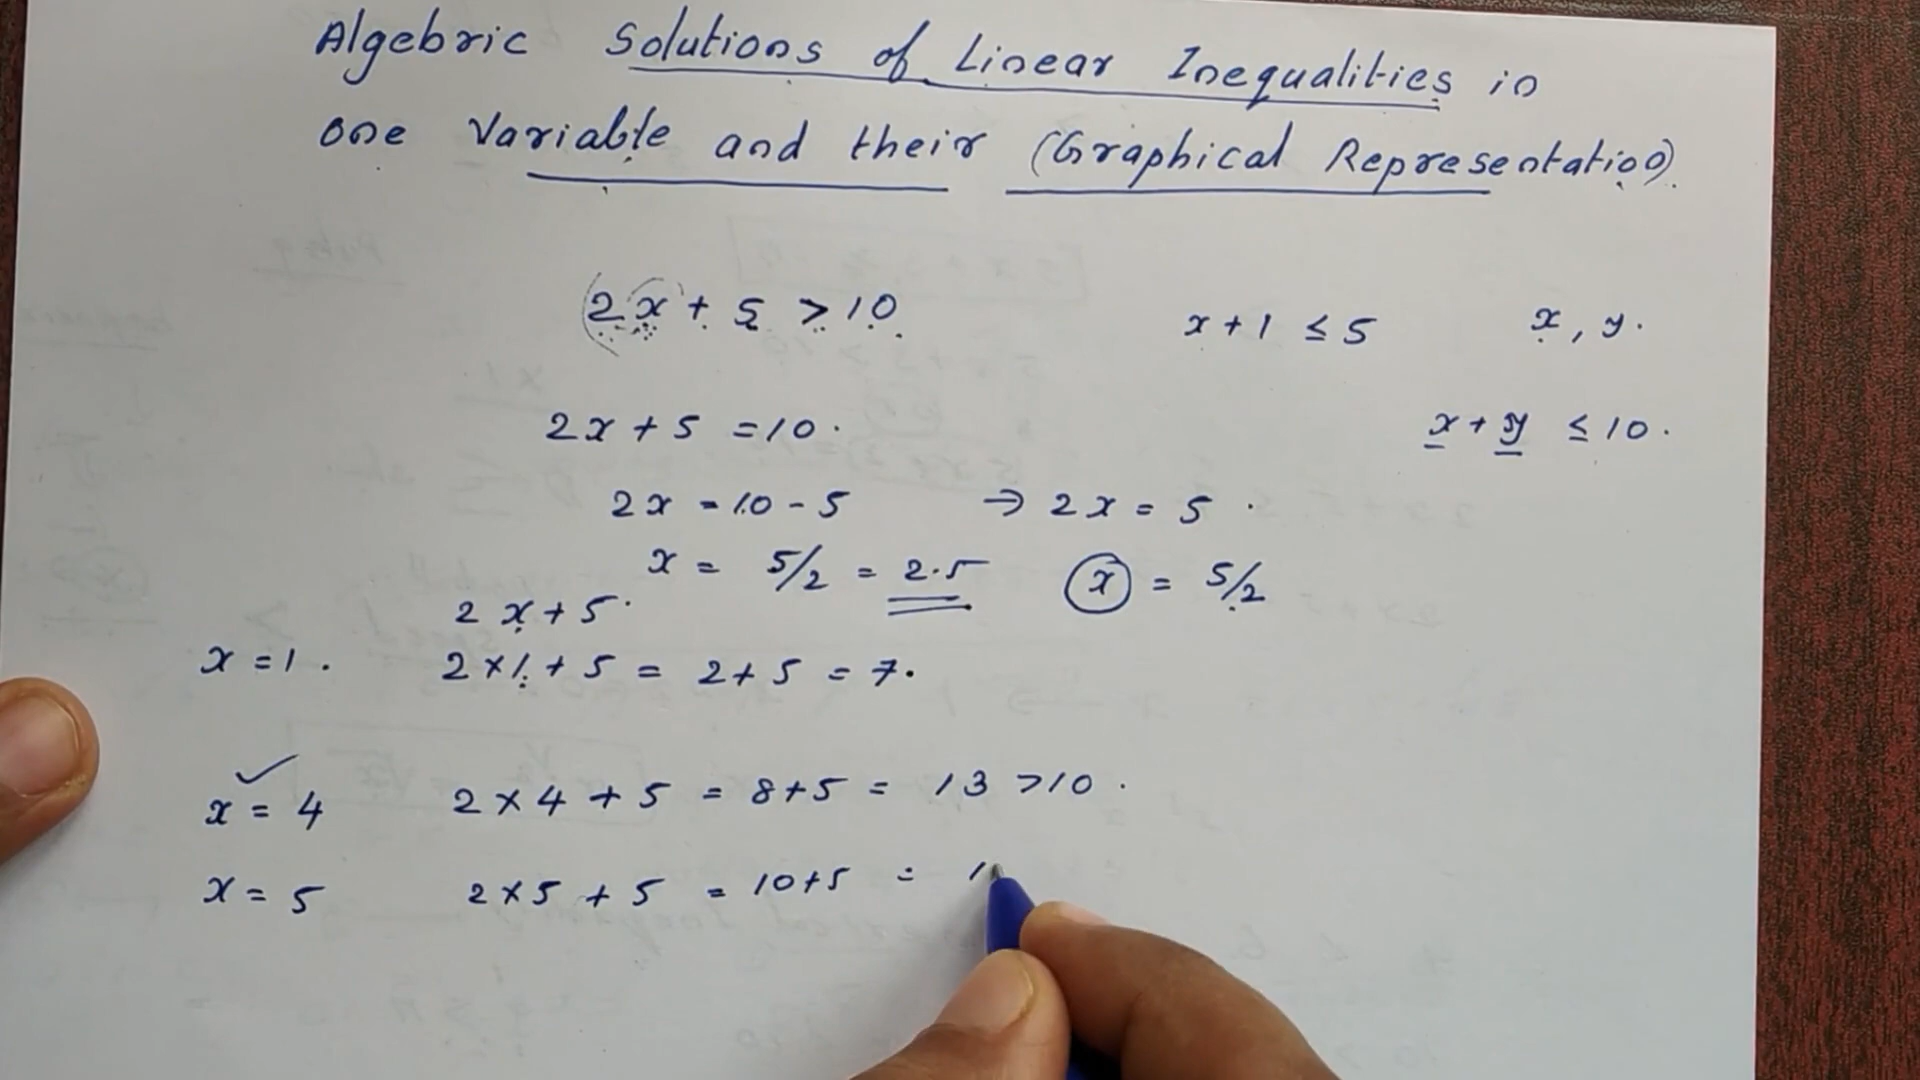 Algebric Solutions of Linear Inequalities in
one Variable and their (Graphical Representation).
2x + 5 > 10. x + 1 ≤ 5 x, y.
2x + 5 = 10. x + y ≤ 10.
2x = 10 - 5 ⇒ 2x = 5.
x = 5/2 = 2.5 x = 5/2
2x + 5.
x = 1. 2 × 1 + 5 = 2 + 5 = 7.
✓
x = 4 2 × 4 + 5 = 8 + 5 = 13 > 10.
x = 5 2 × 5 + 5 = 10 + 5 = 1